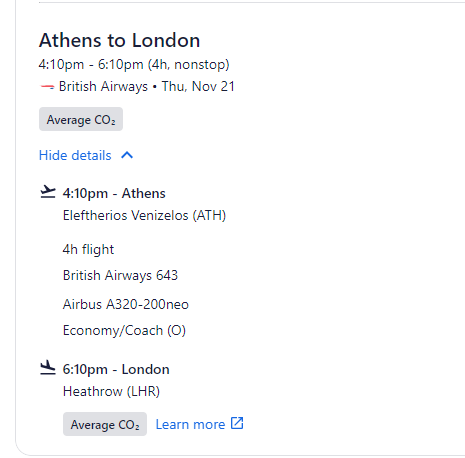 Athens to London
4:10pm - 6:10pm (4h, nonstop)
British Airways • Thu, Nov 21
Average CO₂
Hide details
4:10pm - Athens
Eleftherios Venizelos (ATH)
4h flight
British Airways 643
Airbus A320-200neo
Economy/Coach (O)
6:10pm - London
Heathrow (LHR)
Average CO₂ Learn more